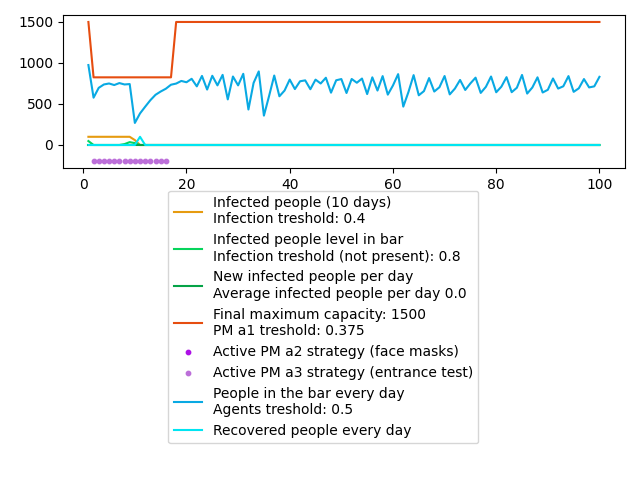 1500
1000
500
0
0
20
40
60
80
100
Infected people (10 days)
Infection treshold: 0.4
Infected people level in bar
Infection treshold (not present): 0.8
New infected people per day
Average infected people per day 0.0
Final maximum capacity: 1500
PM a1 treshold: 0.375
Active PM a2 strategy (face masks)
Active PM a3 strategy (entrance test)
People in the bar every day
Agents treshold: 0.5
Recovered people every day